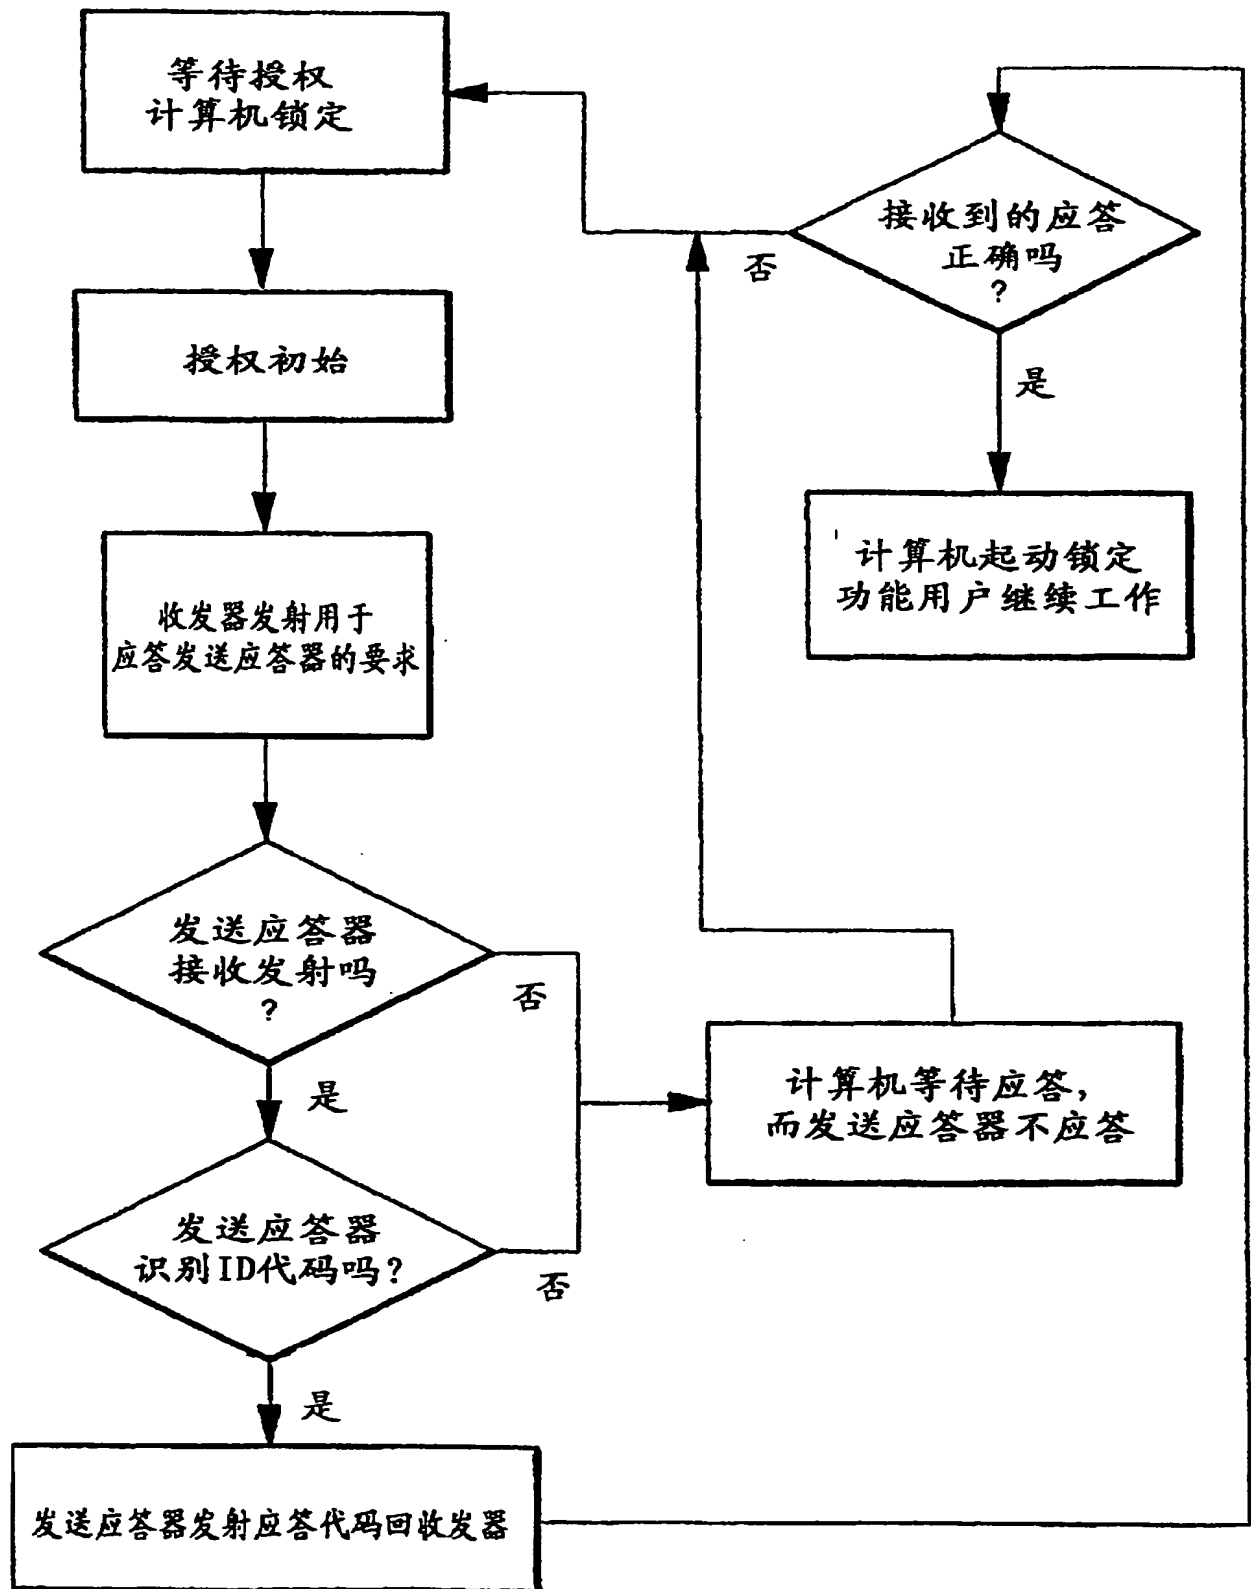 等待授权
计算机锁定
授权初始
收发器发射用于
应答发送应答器的要求
发送应答器
接收发射吗
?
否
是
发送应答器
识别ID代码吗?
否
是
发送应答器发射应答代码回收发器
接收到的应答
正确吗
?
否
是
计算机起动锁定
功能用户继续工作
计算机等待应答,
而发送应答器不应答